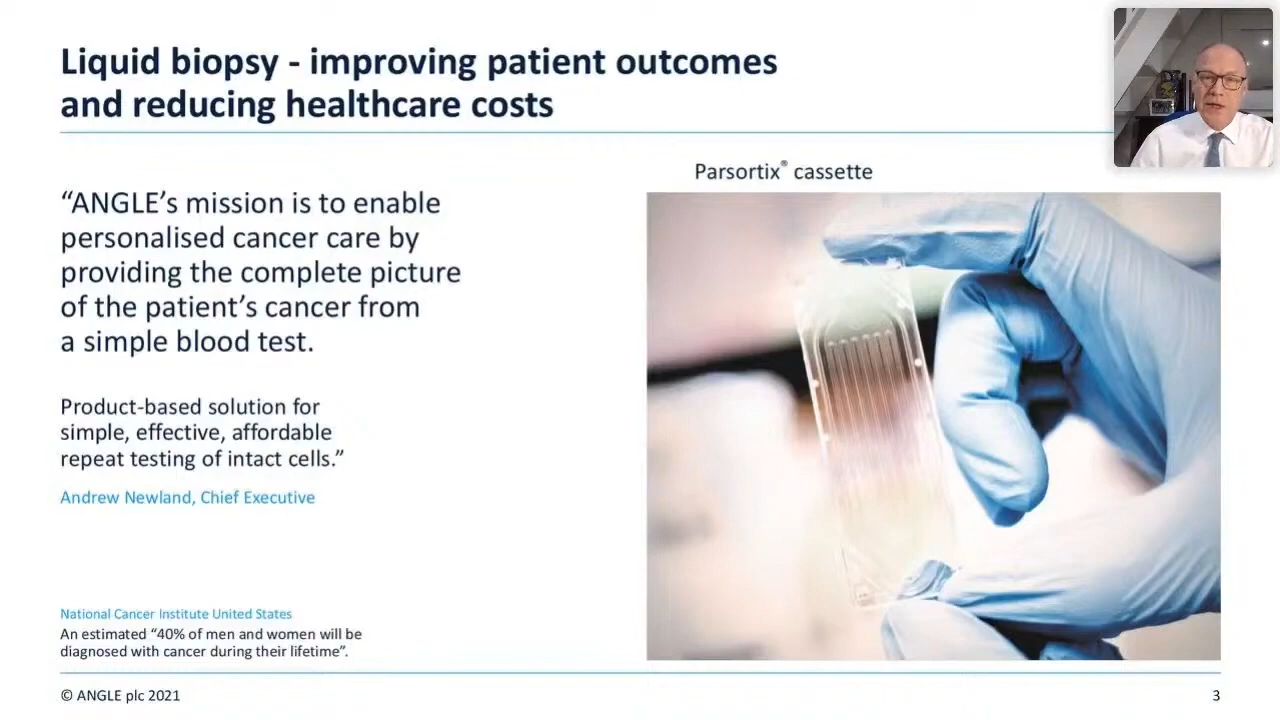 Liquid biopsy - improving patient outcomes
and reducing healthcare costs
“ANGLE’s mission is to enable
personalised cancer care by
providing the complete picture
of the patient’s cancer from
a simple blood test.
Product-based solution for
simple, effective, affordable
repeat testing of intact cells.”
Andrew Newland, Chief Executive
Parsortix® cassette
National Cancer Institute United States
An estimated “40% of men and women will be
diagnosed with cancer during their lifetime”.
© ANGLE plc 2021
3